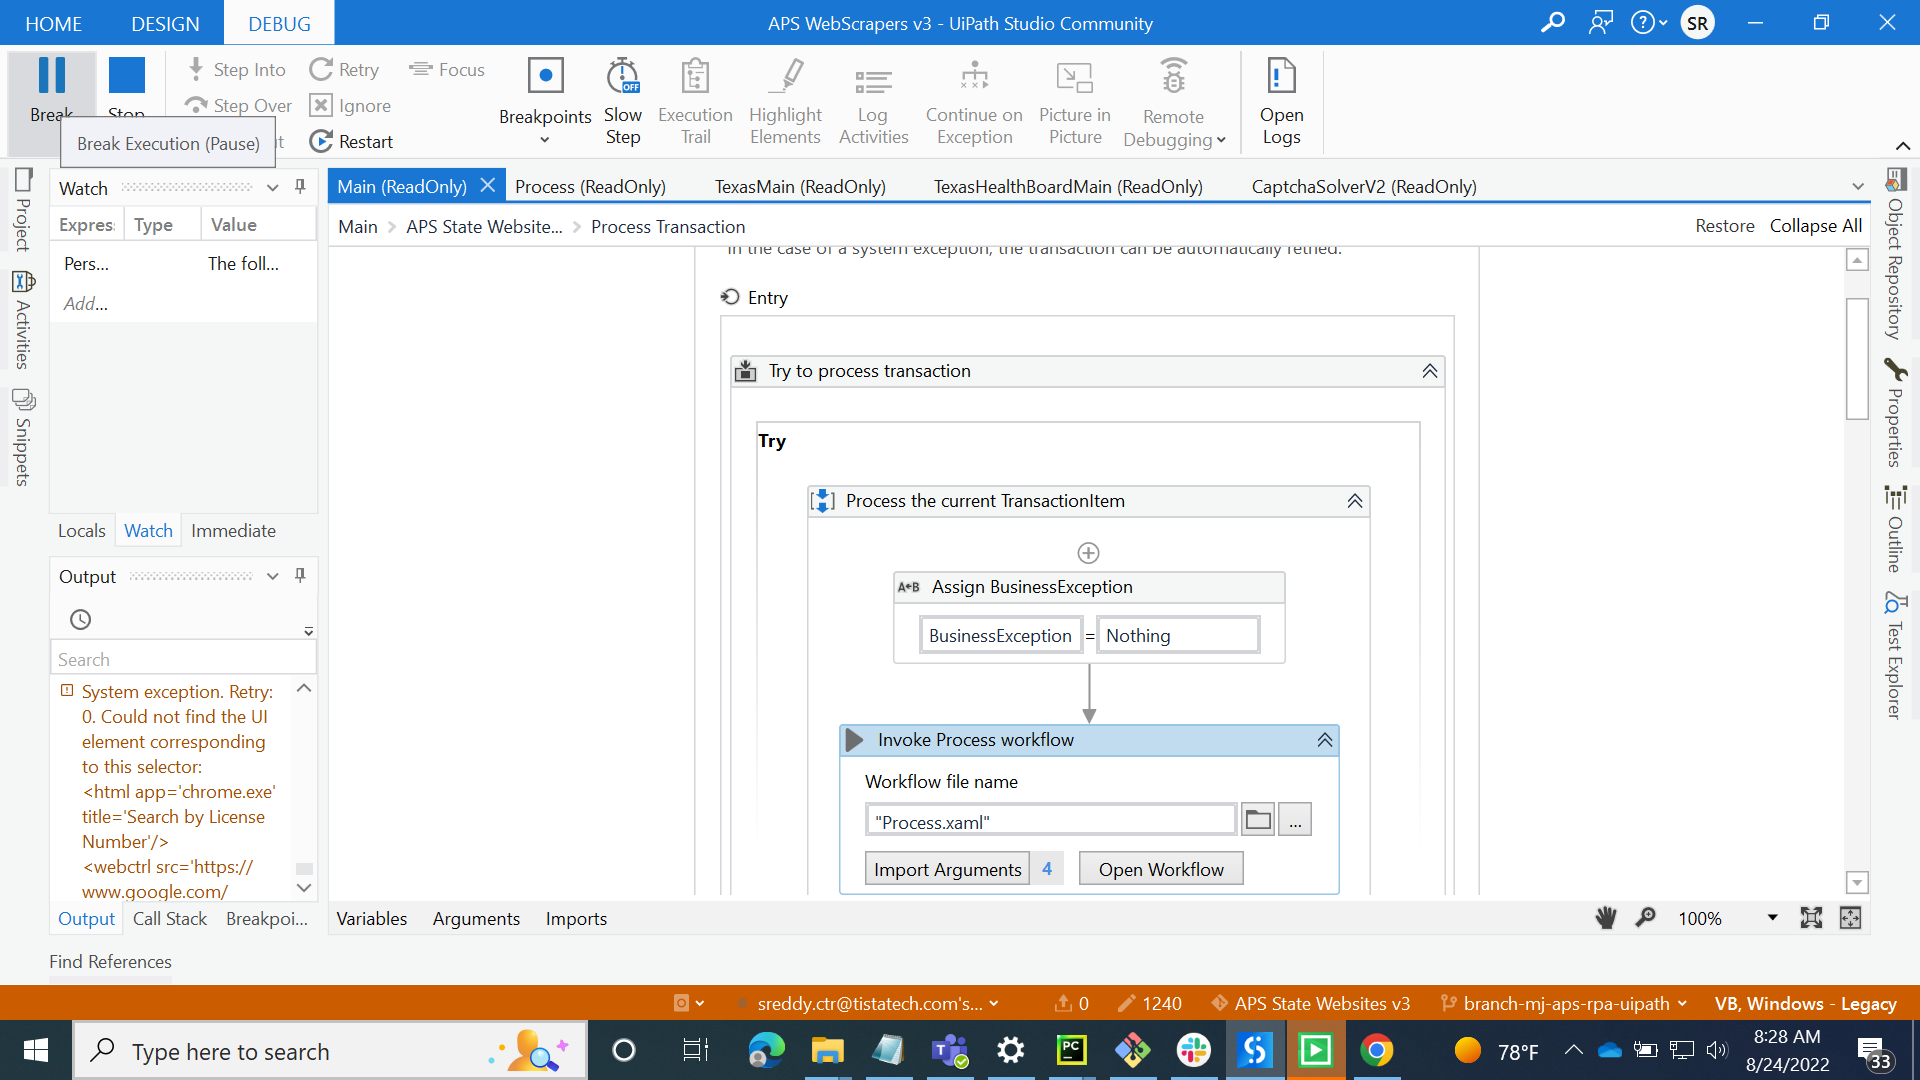 HOME
DESIGN
DEBUG
APS WebScrapers v3 - UiPath Studio Community
SR
Break
Stop
Step Into
Step Over
Retry
Ignore
Restart
Focus
Breakpoints
Slow
Step
OFF
Execution
Trail
Highlight
Elements
Log
Activities
Continue on
Exception
Picture in
Picture
Remote
Debugging
Open
Logs
Break Execution (Pause)
Project
Activities
Snippets
Watch
Expres
Type
Value
Pers...
The foll...
Add...
Locals
Watch
Immediate
Output
Search
System exception. Retry:
0. Could not find the UI
element corresponding
to this selector:
<html app='chrome.exe'
title='Search by License
Number'/>
<webctrl src='https://
www.google.com/
Output
Call Stack
Breakpoi...
Find References
Main (ReadOnly)
Process (ReadOnly)
TexasMain (ReadOnly)
TexasHealthBoardMain (ReadOnly)
CaptchaSolverV2 (ReadOnly)
Main > APS State Website... > Process Transaction
Restore
Collapse All
In the case of a system exception, the transaction can be automatically retried.
Entry
Try to process transaction
Try
Process the current TransactionItem
A←B Assign BusinessException
BusinessException = Nothing
Invoke Process workflow
Workflow file name
"Process.xaml"
...
Import Arguments 4
Open Workflow
Variables
Arguments
Imports
100%
Object Repository
Properties
Outline
Test Explorer
sreddy.ctr@tistatech.com's...
0
1240
APS State Websites v3
branch-mj-aps-rpa-uipath
VB, Windows - Legacy
Type here to search
PC
78°F
8:28 AM
8/24/2022
33